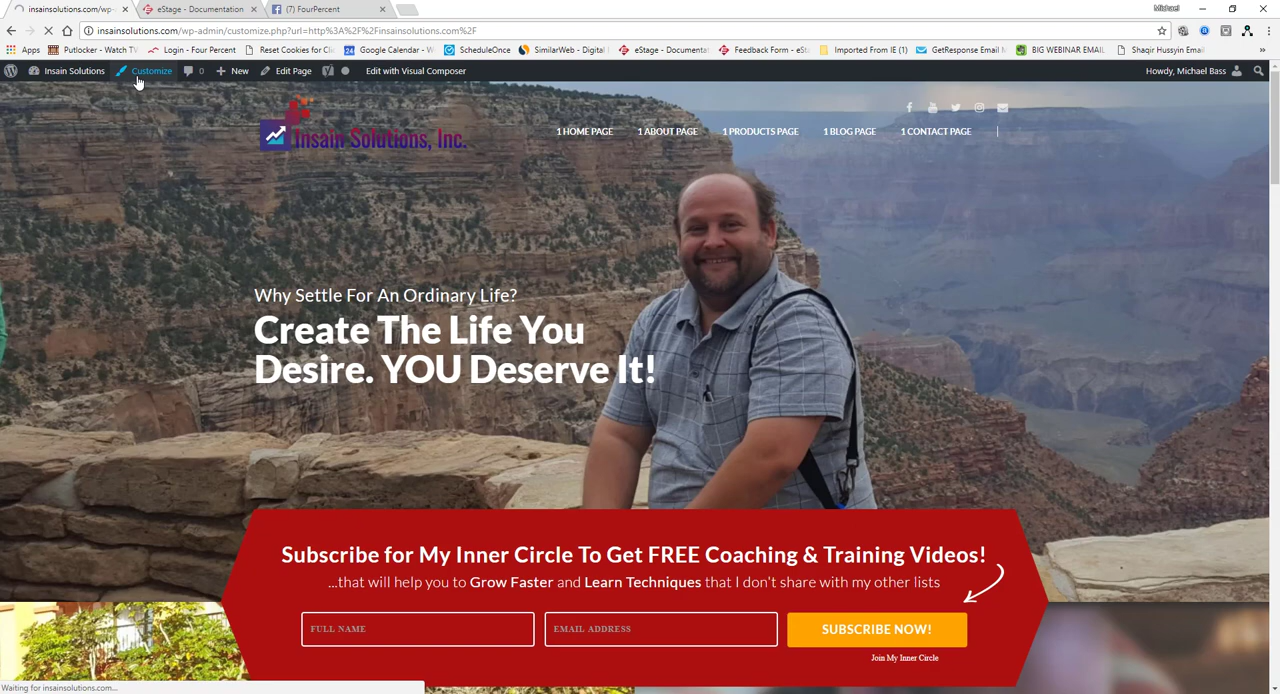 insainsolutions.com/wp-
eStage - Documentation
(7) FourPercent
Michael
insainsolutions.com/wp-admin/customize.php?url=http%3A%2F%2Finsainsolutions.com%2F
Apps
Putlocker - Watch TV
Login - Four Percent
Reset Cookies for Cli
Google Calendar - W
ScheduleOnce
SimilarWeb - Digital
eStage - Documentat
Feedback Form - eSt
Imported From IE (1)
GetResponse Email M
BIG WEBINAR EMAIL
Shaqir Hussyin Email
»
Insain Solutions
Customize
0
New
Edit Page
Edit with Visual Composer
Howdy, Michael Bass
Insain Solutions, Inc.
1 HOME PAGE
1 ABOUT PAGE
1 PRODUCTS PAGE
1 BLOG PAGE
1 CONTACT PAGE
Why Settle For An Ordinary Life?
Create The Life You
Desire. YOU Deserve It!
Subscribe for My Inner Circle To Get FREE Coaching & Training Videos!
...that will help you to Grow Faster and Learn Techniques that I don't share with my other lists
FULL NAME
EMAIL ADDRESS
SUBSCRIBE NOW!
Join My Inner Circle
Waiting for insainsolutions.com...